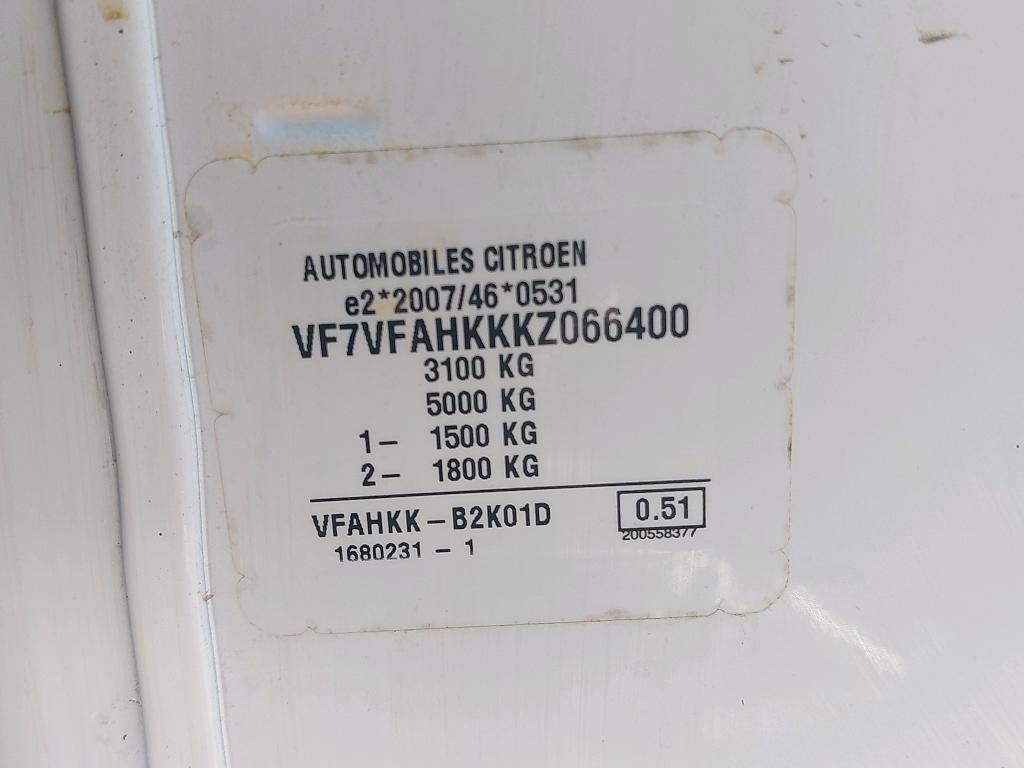 AUTOMOBILES CITROEN
e2*2007/46*0531
VF7VFAHKKKZ066400
3100 KG
5000 KG
1- 1500 KG
2- 1800 KG
VFAHKK-B2K01D 0.51
200558377
1680231 - 1